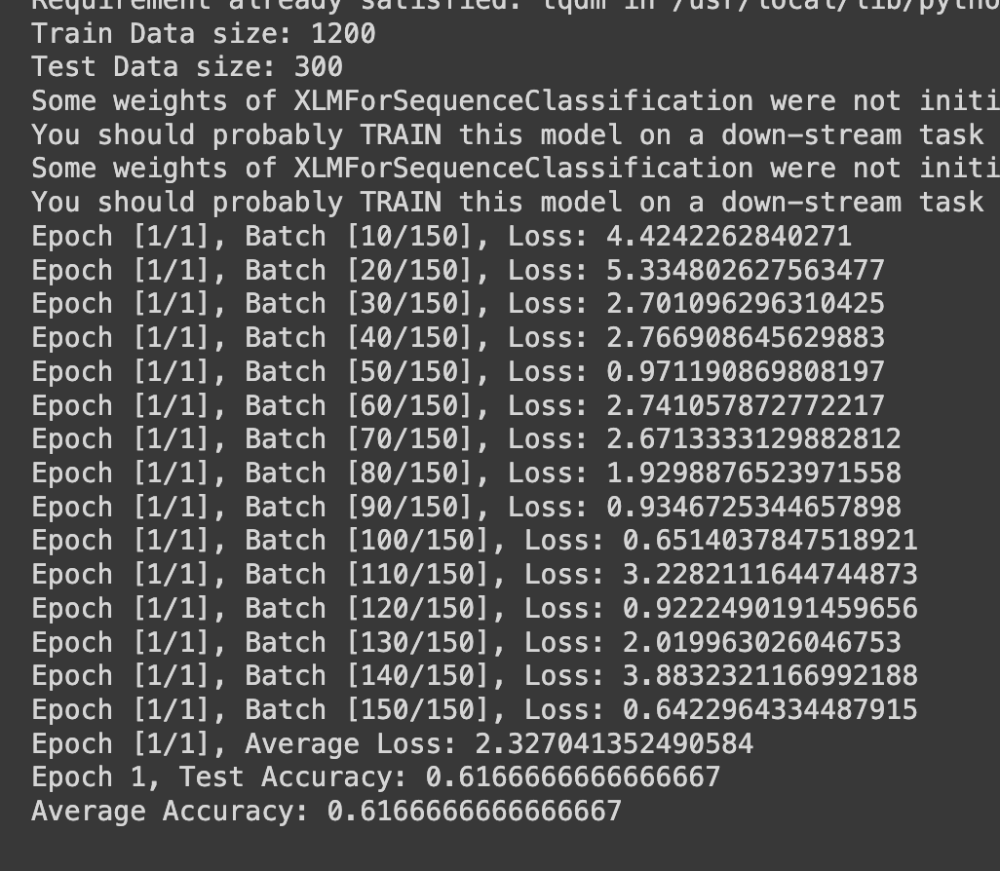 Requirement already satisfied: tqdm in /usr/local/lib/pytho
Train Data size: 1200
Test Data size: 300
Some weights of XLMForSequenceClassification were not initi
You should probably TRAIN this model on a down-stream task
Some weights of XLMForSequenceClassification were not initi
You should probably TRAIN this model on a down-stream task
Epoch [1/1], Batch [10/150], Loss: 4.4242262840271
Epoch [1/1], Batch [20/150], Loss: 5.334802627563477
Epoch [1/1], Batch [30/150], Loss: 2.701096296310425
Epoch [1/1], Batch [40/150], Loss: 2.766908645629883
Epoch [1/1], Batch [50/150], Loss: 0.971190869808197
Epoch [1/1], Batch [60/150], Loss: 2.741057872772217
Epoch [1/1], Batch [70/150], Loss: 2.6713333129882812
Epoch [1/1], Batch [80/150], Loss: 1.9298876523971558
Epoch [1/1], Batch [90/150], Loss: 0.9346725344657898
Epoch [1/1], Batch [100/150], Loss: 0.6514037847518921
Epoch [1/1], Batch [110/150], Loss: 3.2282111644744873
Epoch [1/1], Batch [120/150], Loss: 0.9222490191459656
Epoch [1/1], Batch [130/150], Loss: 2.019963026046753
Epoch [1/1], Batch [140/150], Loss: 3.8832321166992188
Epoch [1/1], Batch [150/150], Loss: 0.6422964334487915
Epoch [1/1], Average Loss: 2.327041352490584
Epoch 1, Test Accuracy: 0.6166666666666667
Average Accuracy: 0.6166666666666667